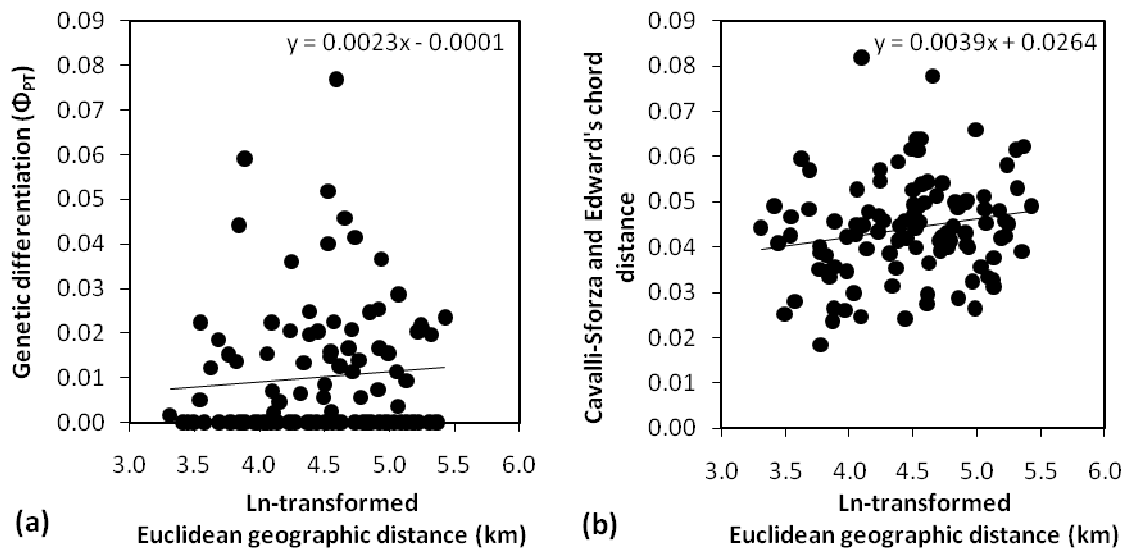 y = 0.0023x - 0.0001
0.09
0.08
0.07
0.06
0.05
0.04
0.03
0.02
0.01
0.00
Genetic differentiation (ΦPT)
3.0 3.5 4.0 4.5 5.0 5.5 6.0
Ln-transformed
Euclidean geographic distance (km)
(a)
y = 0.0039x + 0.0264
0.09
0.08
0.07
0.06
0.05
0.04
0.03
0.02
0.01
0.00
Cavalli-Sforza and Edward's chord
distance
3.0 3.5 4.0 4.5 5.0 5.5 6.0
Ln-transformed
Euclidean geographic distance (km)
(b)